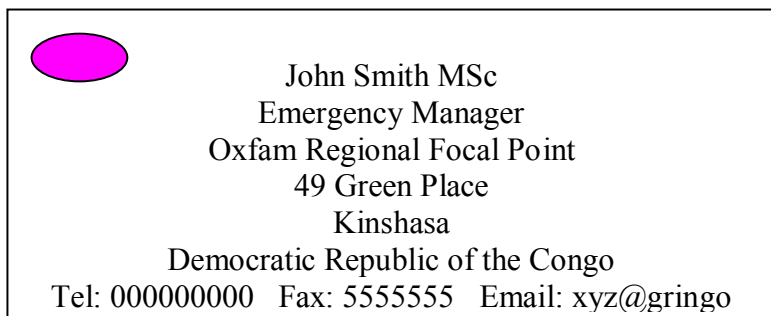 John Smith MSc
Emergency Manager
Oxfam Regional Focal Point
49 Green Place
Kinshasa
Democratic Republic of the Congo
Tel: 000000000   Fax: 5555555   Email: xyz@gringo